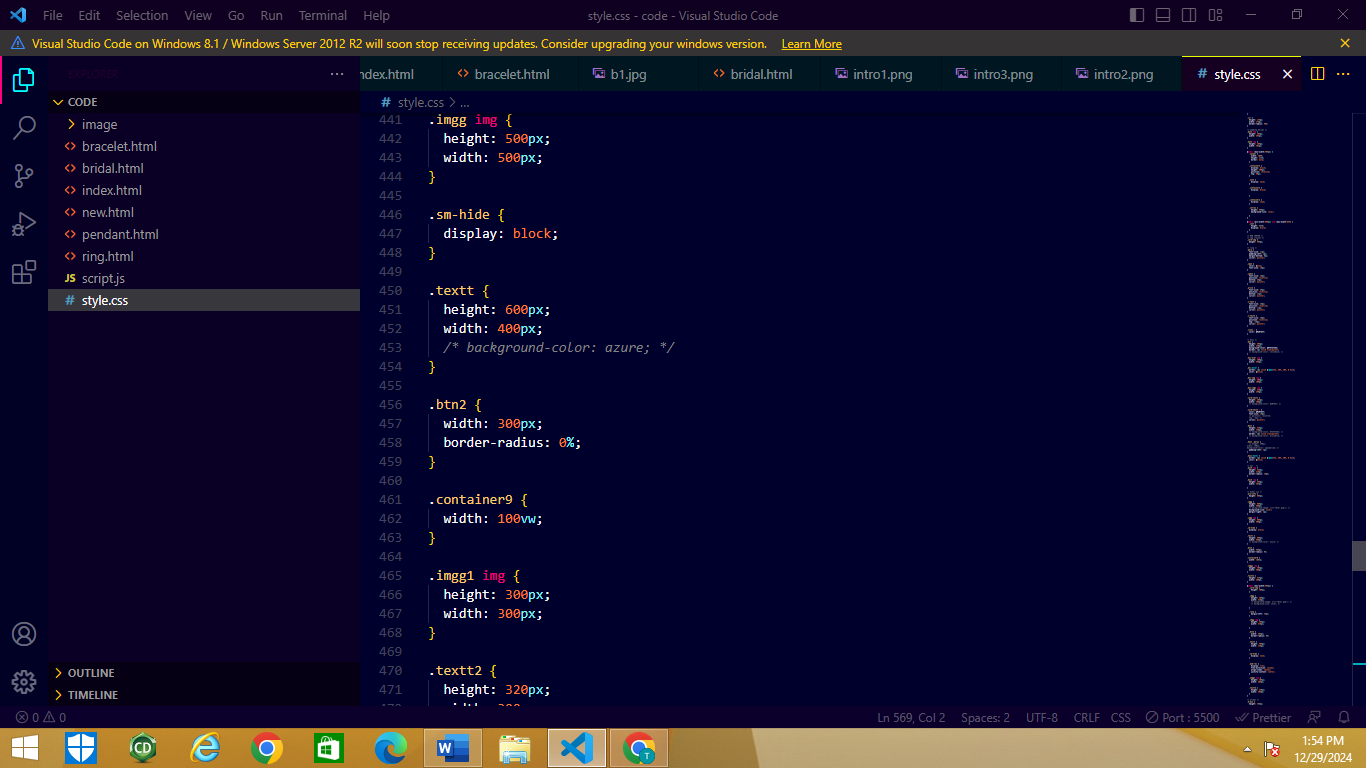 File Edit Selection View Go Run Terminal Help
style.css - code - Visual Studio Code
Visual Studio Code on Windows 8.1 / Windows Server 2012 R2 will soon stop receiving updates. Consider upgrading your windows version. Learn More
EXPLORER
ndex.html bracelet.html b1.jpg bridal.html intro1.png intro3.png intro2.png # style.css
CODE
image
bracelet.html
bridal.html
index.html
new.html
pendant.html
ring.html
JS script.js
# style.css
OUTLINE
TIMELINE
# style.css > ...
441 .imgg img {
442 height: 500px;
443 width: 500px;
444 }
445
446 .sm-hide {
447 display: block;
448 }
449
450 .textt {
451 height: 600px;
452 width: 400px;
453 /* background-color: azure; */
454 }
455
456 .btn2 {
457 width: 300px;
458 border-radius: 0%;
459 }
460
461 .container9 {
462 width: 100vw;
463 }
464
465 .imgg1 img {
466 height: 300px;
467 width: 300px;
468 }
469
470 .textt2 {
471 height: 320px;
0 0
Ln 569, Col 2 Spaces: 2 UTF-8 CRLF CSS Port : 5500 Prettier
CD
W
T
1:54 PM
12/29/2024